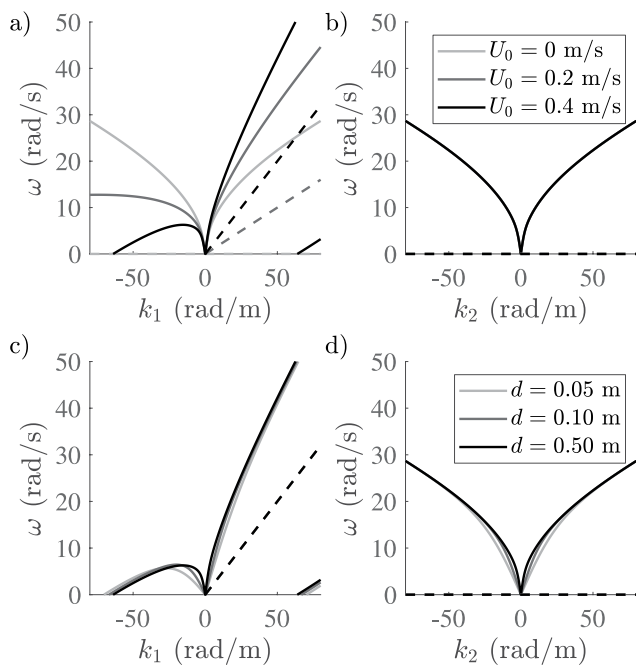 a)
b)
50
40
30
20
10
0
ω (rad/s)
-50
0
50
k₁ (rad/m)
50
40
30
20
10
0
ω (rad/s)
-50
0
50
k₂ (rad/m)
U₀ = 0 m/s
U₀ = 0.2 m/s
U₀ = 0.4 m/s
c)
d)
50
40
30
20
10
0
ω (rad/s)
-50
0
50
k₁ (rad/m)
50
40
30
20
10
0
ω (rad/s)
-50
0
50
k₂ (rad/m)
d = 0.05 m
d = 0.10 m
d = 0.50 m